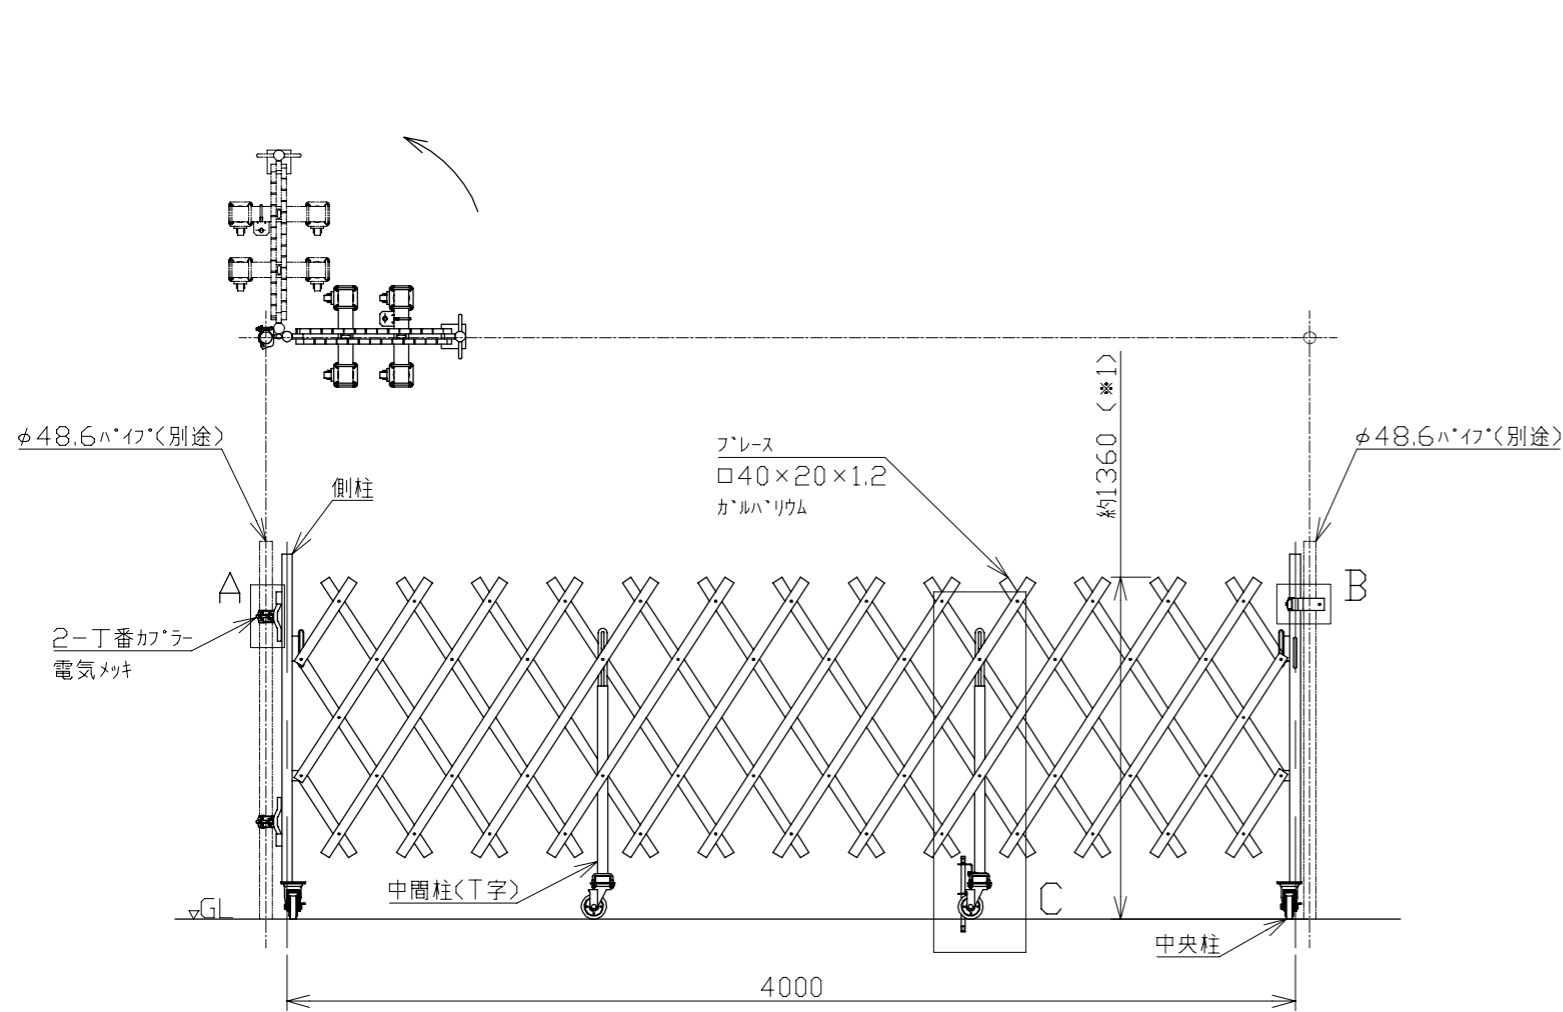 φ48.6ﾊﾟｲﾌﾟ(別途)
側柱
ﾌﾞﾚｰｽ
□40×20×1.2
ｶﾞﾙﾊﾞﾘｳﾑ
約1360 (※1)
φ48.6ﾊﾟｲﾌﾟ(別途)
A
B
2-丁番ｶﾌﾟﾗｰ
電気ﾒｯｷ
中間柱(T字)
C
▽GL
中央柱
4000